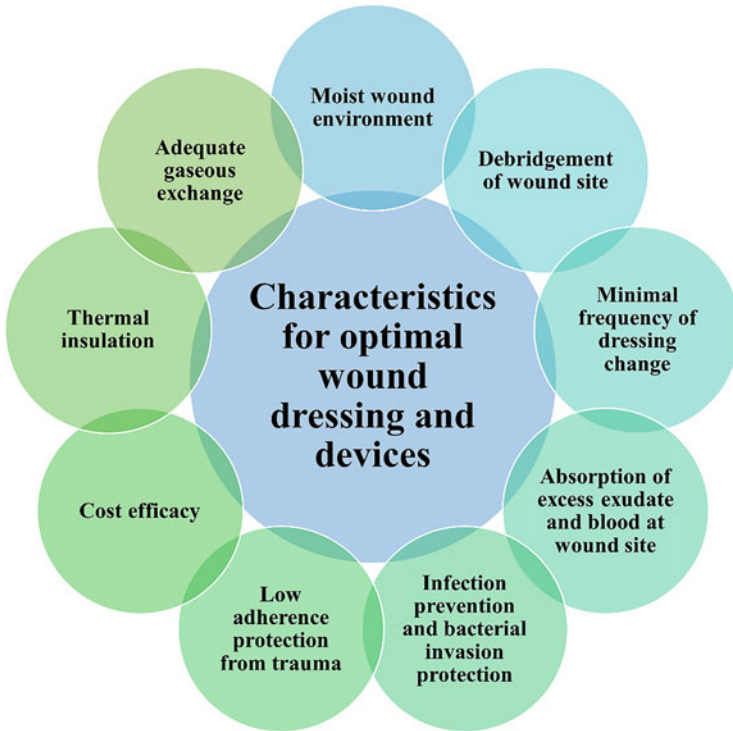 Moist wound
environment
Debridgement
of wound site
Minimal
frequency of
dressing
change
Absorption of
excess exudate
and blood at
wound site
Infection
prevention
and bacterial
invasion
protection
Low
adherence
protection
from trauma
Cost efficacy
Thermal
insulation
Adequate
gaseous
exchange
Characteristics
for optimal
wound
dressing and
devices